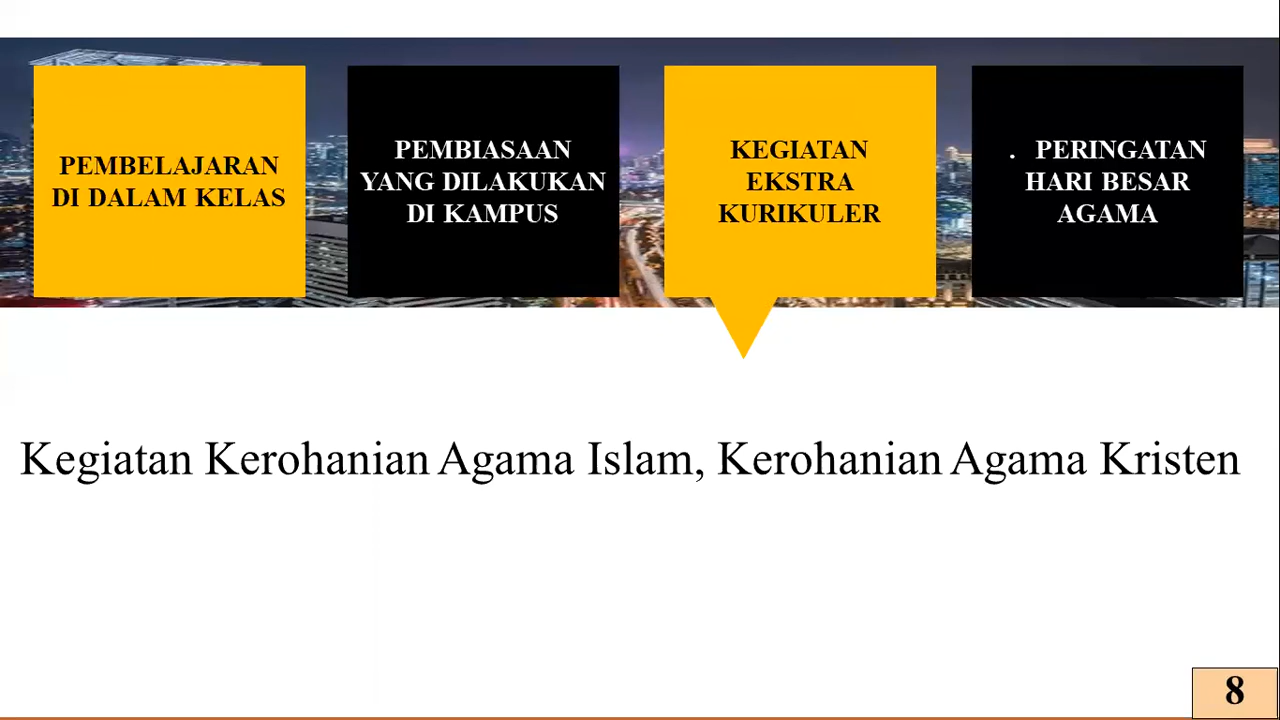 PEMBELAJARAN
DI DALAM KELAS
PEMBIASAAN
YANG DILAKUKAN
DI KAMPUS
KEGIATAN
EKSTRA
KURIKULER
. PERINGATAN
HARI BESAR
AGAMA
Kegiatan Kerohanian Agama Islam, Kerohanian Agama Kristen
8